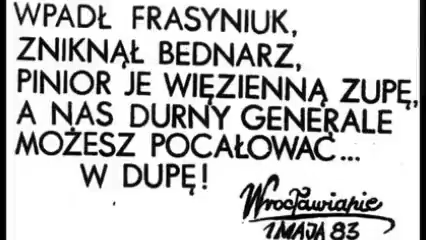 WPADŁ FRASYNIUK,
ZNIKNĄŁ BEDNARZ,
PINIOR JE WIĘZIENNĄ ZUPĘ,
A NAS DURNY GENERALE
MOŻESZ POCAŁOWAĆ...
W DUPĘ!
Wrocławianie
1 MAJA 83